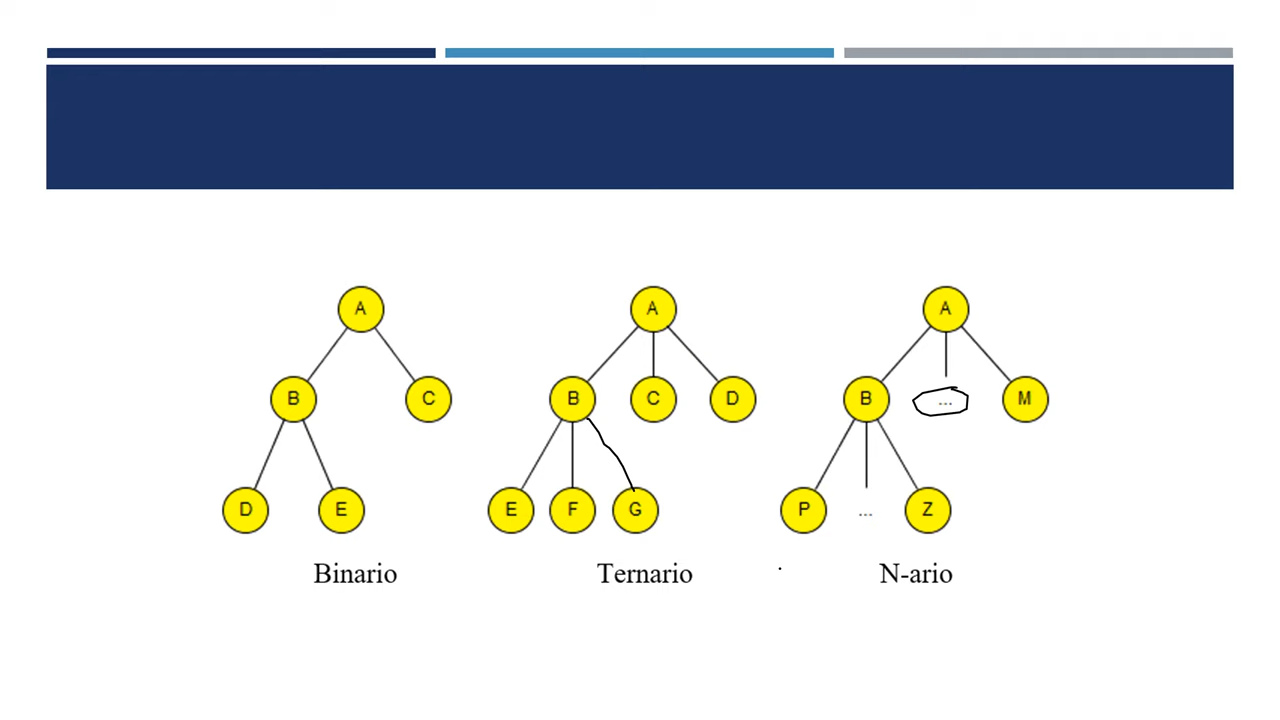 A A A
B C B C D B ... M
D E E F G P ... Z
Binario Ternario N-ario